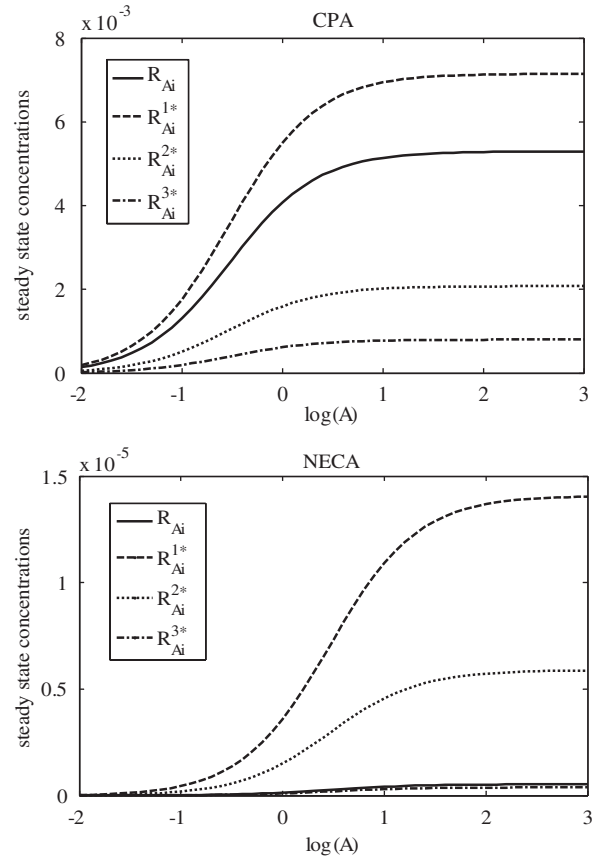 CPA
x 10^-3
8
6
4
2
0
steady state concentrations
R_Ai
R_Ai^1*
R_Ai^2*
R_Ai^3*
-2 -1 0 1 2 3
log(A)
NECA
x 10^-5
1.5
1
0.5
0
steady state concentrations
R_Ai
R_Ai^1*
R_Ai^2*
R_Ai^3*
-2 -1 0 1 2 3
log(A)